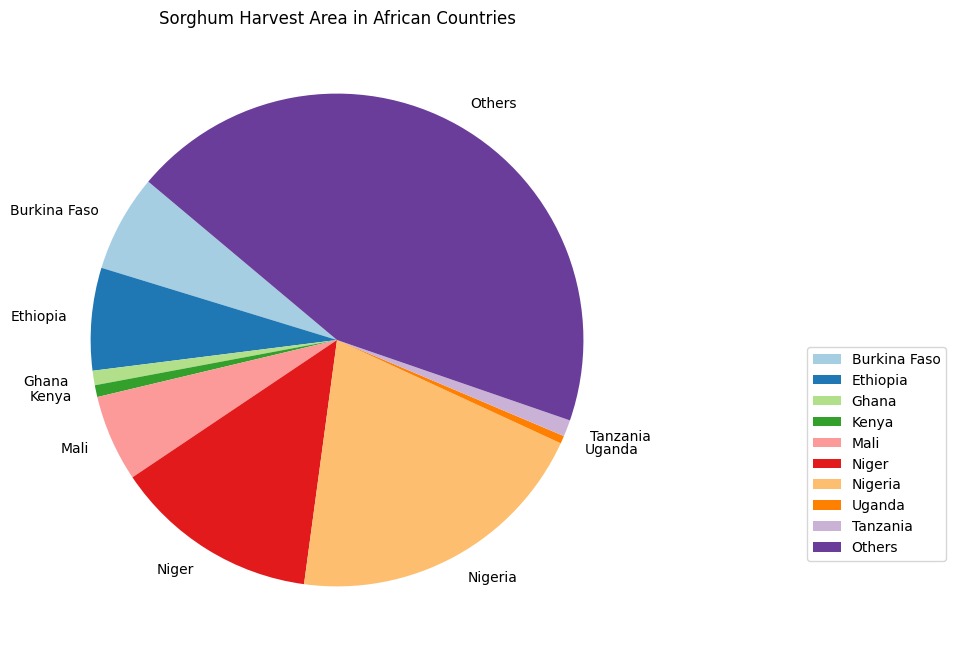 Sorghum Harvest Area in African Countries
Others
Burkina Faso
Ethiopia
Ghana
Kenya
Mali
Niger
Nigeria
Tanzania
Uganda
Burkina Faso
Ethiopia
Ghana
Kenya
Mali
Niger
Nigeria
Uganda
Tanzania
Others